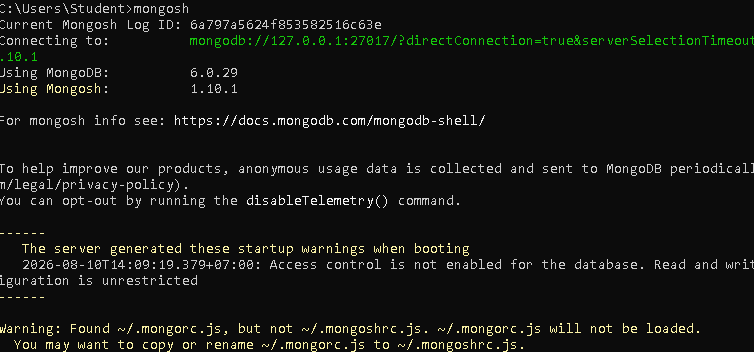 C:\Users\Student>mongosh
Current Mongosh Log ID: 6a797a5624f853582516c63e
Connecting to:          mongodb://127.0.0.1:27017/?directConnection=true&serverSelectionTimeout
.10.1
Using MongoDB:          6.0.29
Using Mongosh:          1.10.1
For mongosh info see: https://docs.mongodb.com/mongodb-shell/
To help improve our products, anonymous usage data is collected and sent to MongoDB periodicall
m/legal/privacy-policy).
You can opt-out by running the disableTelemetry() command.
------
   The server generated these startup warnings when booting
   2026-08-10T14:09:19.379+07:00: Access control is not enabled for the database. Read and writ
iguration is unrestricted
------
Warning: Found ~/.mongorc.js, but not ~/.mongoshrc.js. ~/.mongorc.js will not be loaded.
  You may want to copy or rename ~/.mongorc.js to ~/.mongoshrc.js.